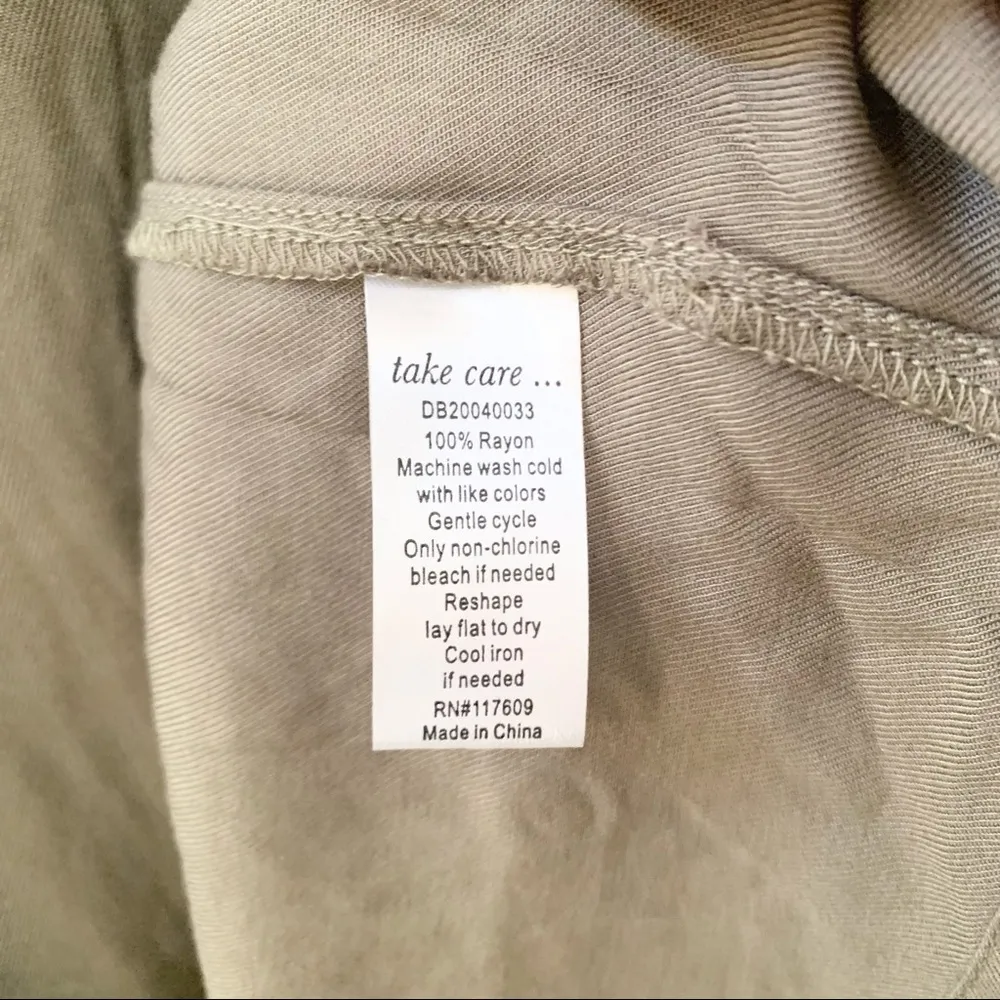 take care ...
DB20040033
100% Rayon
Machine wash cold
with like colors
Gentle cycle
Only non-chlorine
bleach if needed
Reshape
lay flat to dry
Cool iron
if needed
RN#117609
Made in China